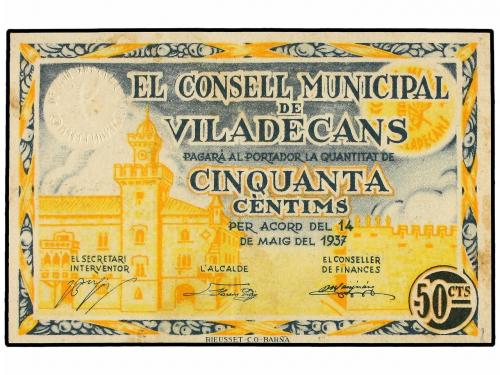 EL CONSELL MUNICIPAL
DE
VILADECANS
PAGARÁ AL PORTADOR LA QUANTITAT DE
CINQUANTA
CÈNTIMS
PER ACORD DEL 14
DE MAIG DEL 1937
EL SECRETARI
INTERVENTOR
L'ALCALDE
EL CONSELLER
DE FINANCES
50 CTS
RIEUSSET-C.O.-BARNA